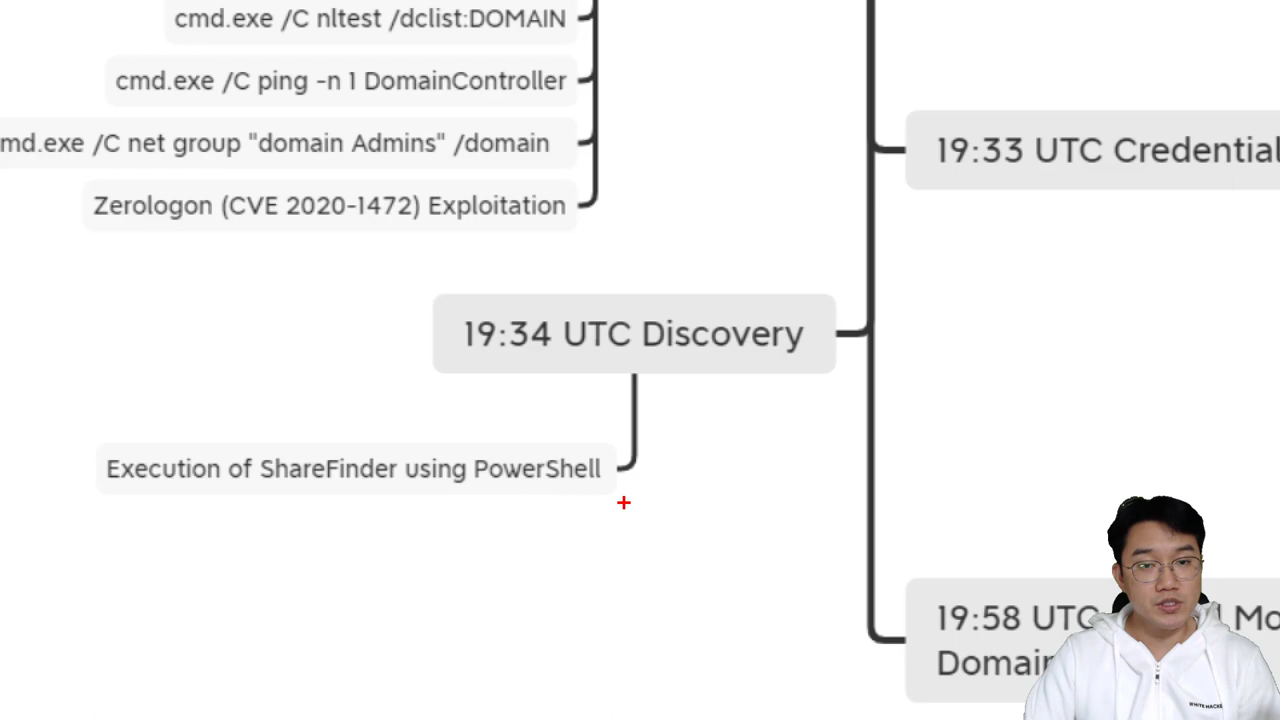 cmd.exe /C nltest /dclist:DOMAIN
cmd.exe /C ping -n 1 DomainController
md.exe /C net group "domain Admins" /domain
Zerologon (CVE 2020-1472) Exploitation
19:33 UTC Credential
19:34 UTC Discovery
Execution of ShareFinder using PowerShell
19:58 UTC
Domain